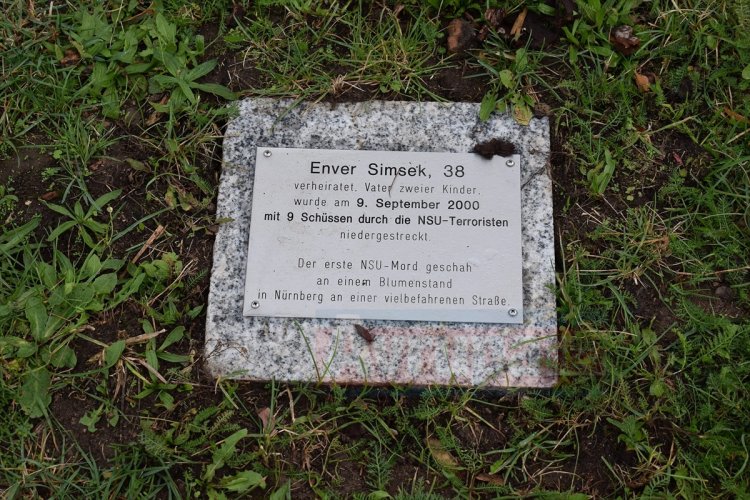 Enver Simsek, 38
verheiratet, Vater zweier Kinder,
wurde am 9. September 2000
mit 9 Schüssen durch die NSU-Terroristen
niedergestreckt.
Der erste NSU-Mord geschah
an einem Blumenstand
in Nürnberg an einer vielbefahrenen Straße.